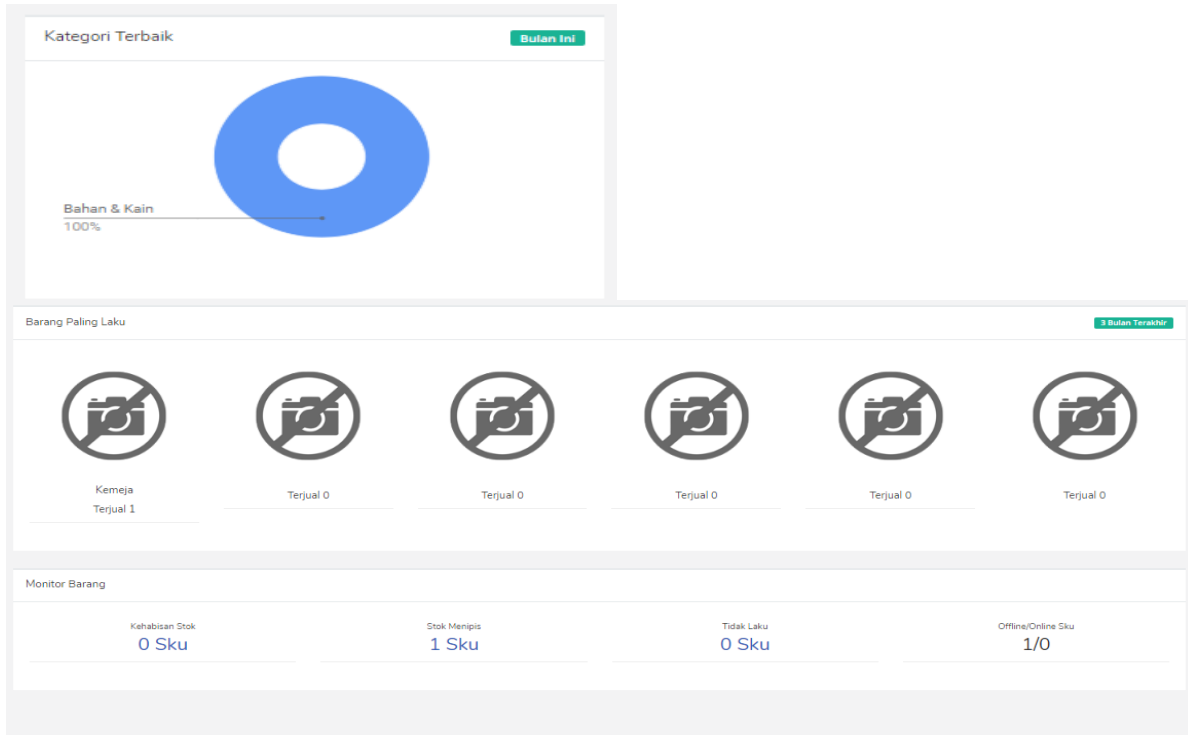 Kategori Terbaik
Bulan Ini
Bahan & Kain
100%
Barang Paling Laku
3 Bulan Terakhir
Kemeja
Terjual 1
Terjual 0
Terjual 0
Terjual 0
Terjual 0
Terjual 0
Monitor Barang
Kehabisan Stok
0 Sku
Stok Menipis
1 Sku
Tidak Laku
0 Sku
Offline/Online Sku
1/0